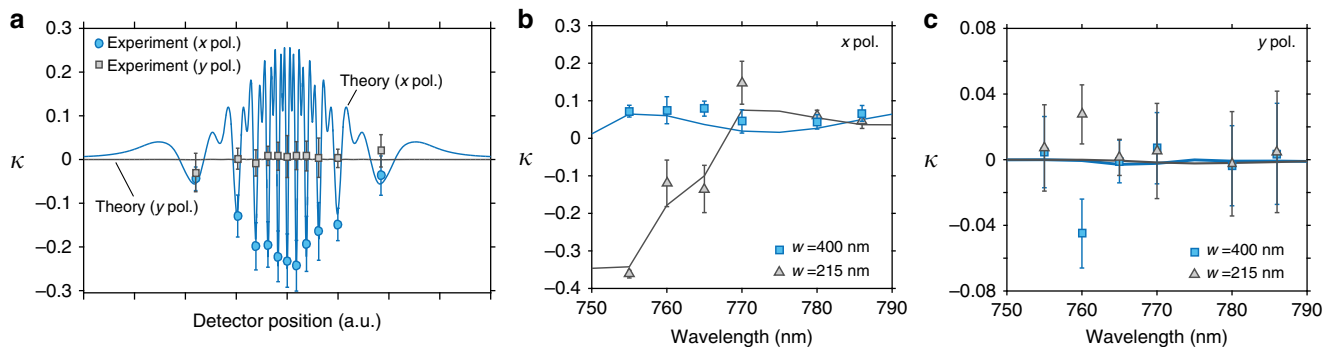 a
0.3
0.2
0.1
0
−0.1
−0.2
−0.3
κ
Experiment (x pol.)
Experiment (y pol.)
Theory (x pol.)
Theory (y pol.)
Detector position (a.u.)
b
0.3
0.2
0.1
0
−0.1
−0.2
−0.3
−0.4
κ
x pol.
w = 400 nm
w = 215 nm
750 760 770 780 790
Wavelength (nm)
c
0.08
0.04
0
−0.04
−0.08
κ
y pol.
w = 400 nm
w = 215 nm
750 760 770 780 790
Wavelength (nm)